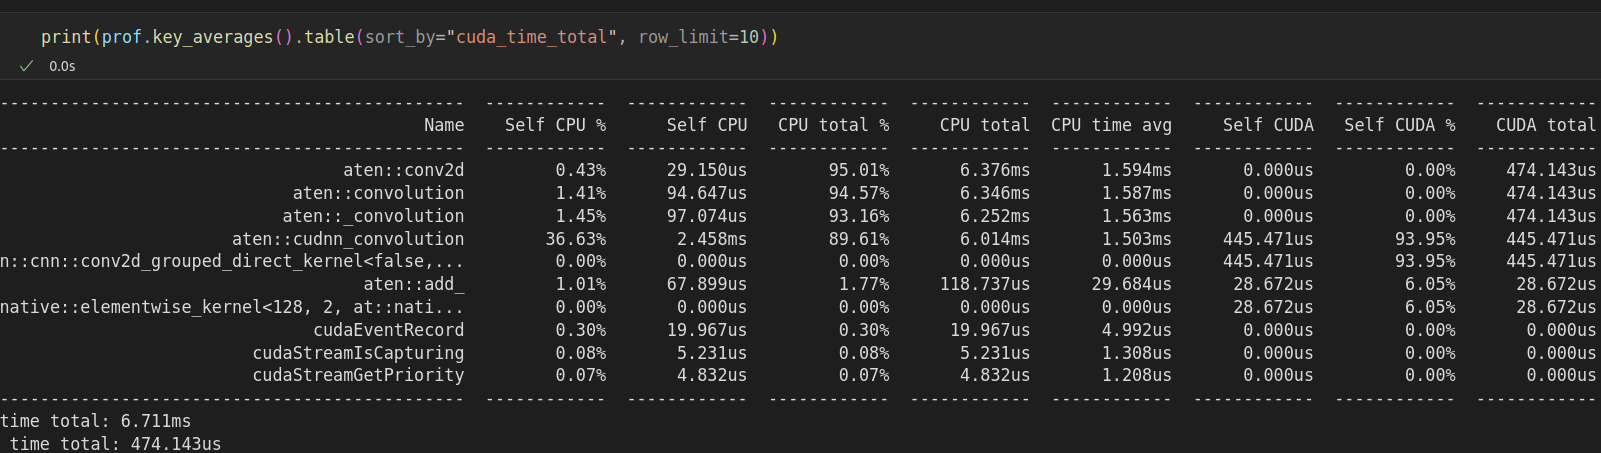 print(prof.key_averages().table(sort_by="cuda_time_total", row_limit=10))
0.0s
---------------------------------------------- ------------ ------------ ------------ ------------ ------------ ------------ ------------ ------------
Name Self CPU % Self CPU CPU total % CPU total CPU time avg Self CUDA Self CUDA % CUDA total
---------------------------------------------- ------------ ------------ ------------ ------------ ------------ ------------ ------------ ------------
aten::conv2d 0.43% 29.150us 95.01% 6.376ms 1.594ms 0.000us 0.00% 474.143us
aten::convolution 1.41% 94.647us 94.57% 6.346ms 1.587ms 0.000us 0.00% 474.143us
aten::_convolution 1.45% 97.074us 93.16% 6.252ms 1.563ms 0.000us 0.00% 474.143us
aten::cudnn_convolution 36.63% 2.458ms 89.61% 6.014ms 1.503ms 445.471us 93.95% 445.471us
n::cnn::conv2d_grouped_direct_kernel<false,... 0.00% 0.000us 0.00% 0.000us 0.000us 445.471us 93.95% 445.471us
aten::add_ 1.01% 67.899us 1.77% 118.737us 29.684us 28.672us 6.05% 28.672us
native::elementwise_kernel<128, 2, at::nati... 0.00% 0.000us 0.00% 0.000us 0.000us 28.672us 6.05% 28.672us
cudaEventRecord 0.30% 19.967us 0.30% 19.967us 4.992us 0.000us 0.00% 0.000us
cudaStreamIsCapturing 0.08% 5.231us 0.08% 5.231us 1.308us 0.000us 0.00% 0.000us
cudaStreamGetPriority 0.07% 4.832us 0.07% 4.832us 1.208us 0.000us 0.00% 0.000us
---------------------------------------------- ------------ ------------ ------------ ------------ ------------ ------------ ------------ ------------
time total: 6.711ms
time total: 474.143us